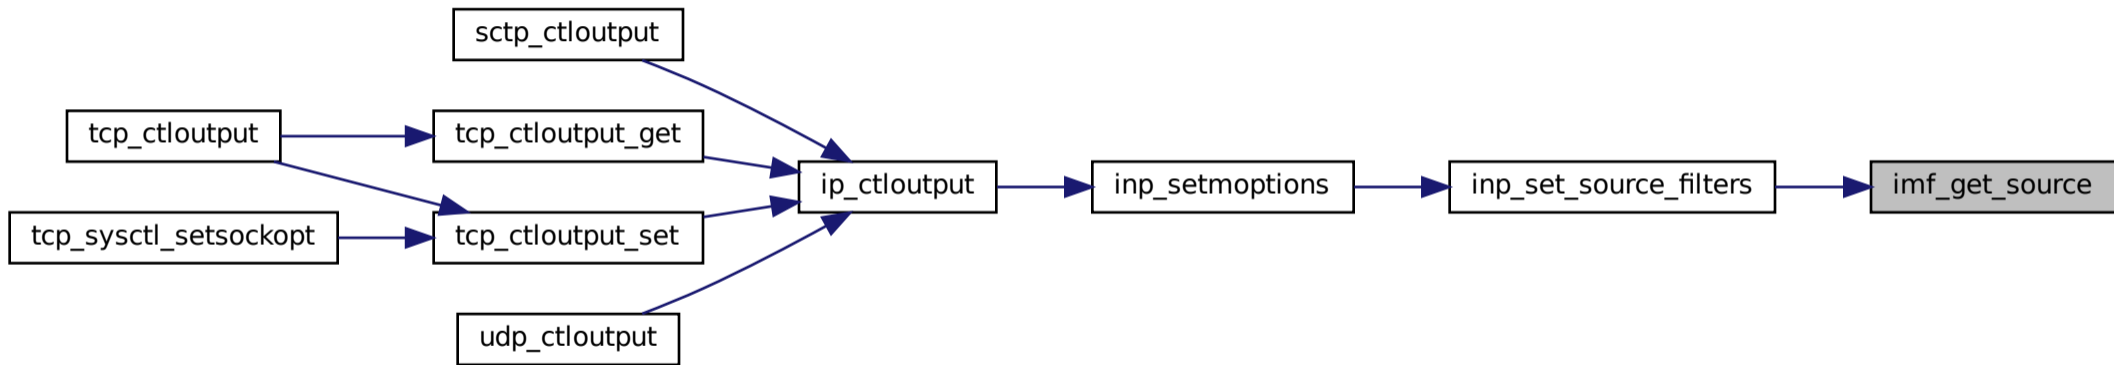 sctp_ctloutput
tcp_ctloutput
tcp_ctloutput_get
ip_ctloutput
inp_setmoptions
inp_set_source_filters
imf_get_source
tcp_sysctl_setsockopt
tcp_ctloutput_set
udp_ctloutput